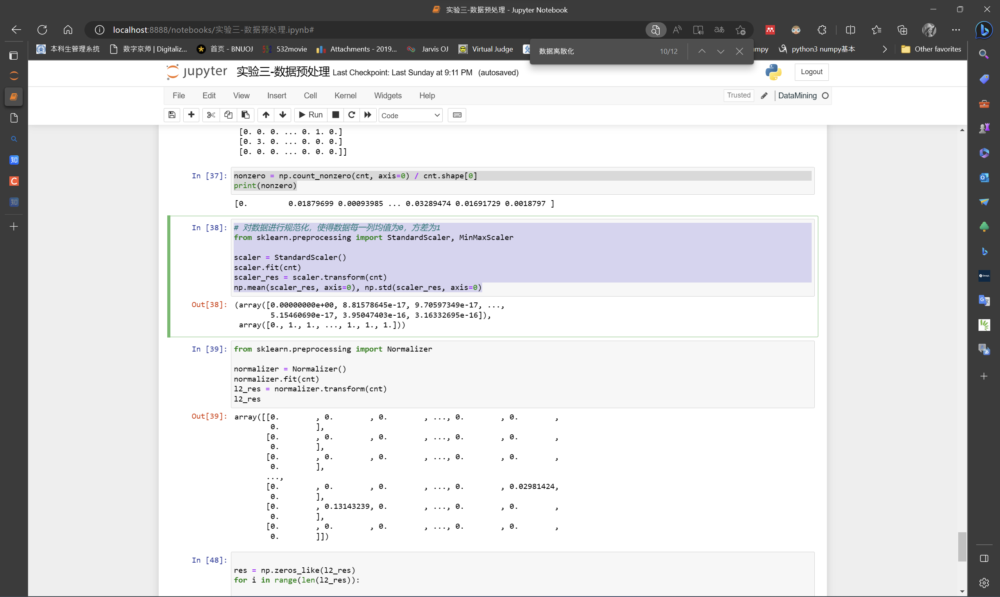 实验三-数据预处理 - Jupyter Notebook
localhost:8888/notebooks/实验三-数据预处理.ipynb#
本科生管理系统 数字京师 | Digitaliz... 首页 - BNUOJ 532movie Attachments - 2019... Jarvis OJ Virtual Judge umpy python3 numpy基本 Other favorites
数据离散化 10/12
jupyter 实验三-数据预处理 Last Checkpoint: Last Sunday at 9:11 PM (autosaved)
Logout
File Edit View Insert Cell Kernel Widgets Help
Trusted DataMining
Run Code
[0. 0. 0. ... 0. 1. 0.]
[0. 3. 0. ... 0. 0. 0.]
[0. 0. 0. ... 0. 0. 0.]]
In [37]: nonzero = np.count_nonzero(cnt, axis=0) / cnt.shape[0]
print(nonzero)
[0. 0.01879699 0.00093985 ... 0.03289474 0.01691729 0.0018797 ]
In [38]: # 对数据进行规范化，使得数据每一列均值为0，方差为1
from sklearn.preprocessing import StandardScaler, MinMaxScaler
scaler = StandardScaler()
scaler.fit(cnt)
scaler_res = scaler.transform(cnt)
np.mean(scaler_res, axis=0), np.std(scaler_res, axis=0)
Out[38]: (array([0.00000000e+00, 8.81578645e-17, 9.70597349e-17, ...,
5.15460690e-17, 3.95047403e-16, 3.16332695e-16]),
array([0., 1., 1., ..., 1., 1., 1.]))
In [39]: from sklearn.preprocessing import Normalizer
normalizer = Normalizer()
normalizer.fit(cnt)
l2_res = normalizer.transform(cnt)
l2_res
Out[39]: array([[0. , 0. , 0. , ..., 0. , 0. ,
0. ],
[0. , 0. , 0. , ..., 0. , 0. ,
0. ],
[0. , 0. , 0. , ..., 0. , 0. ,
0. ],
...,
[0. , 0. , 0. , ..., 0. , 0.02981424,
0. ],
[0. , 0.13143239, 0. , ..., 0. , 0. ,
0. ],
[0. , 0. , 0. , ..., 0. , 0. ,
0. ]])
In [48]:
res = np.zeros_like(l2_res)
for i in range(len(l2_res)):